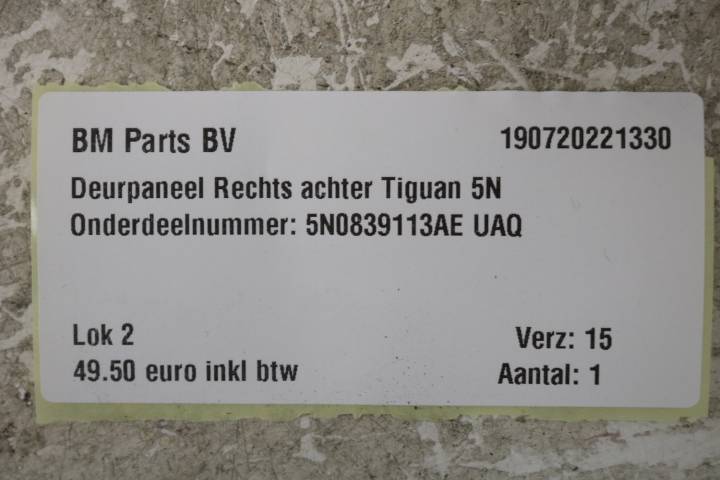 BM Parts BV 190720221330
Deurpaneel Rechts achter Tiguan 5N
Onderdeelnummer: 5N0839113AE UAQ
Lok 2 Verz: 15
49.50 euro inkl btw Aantal: 1